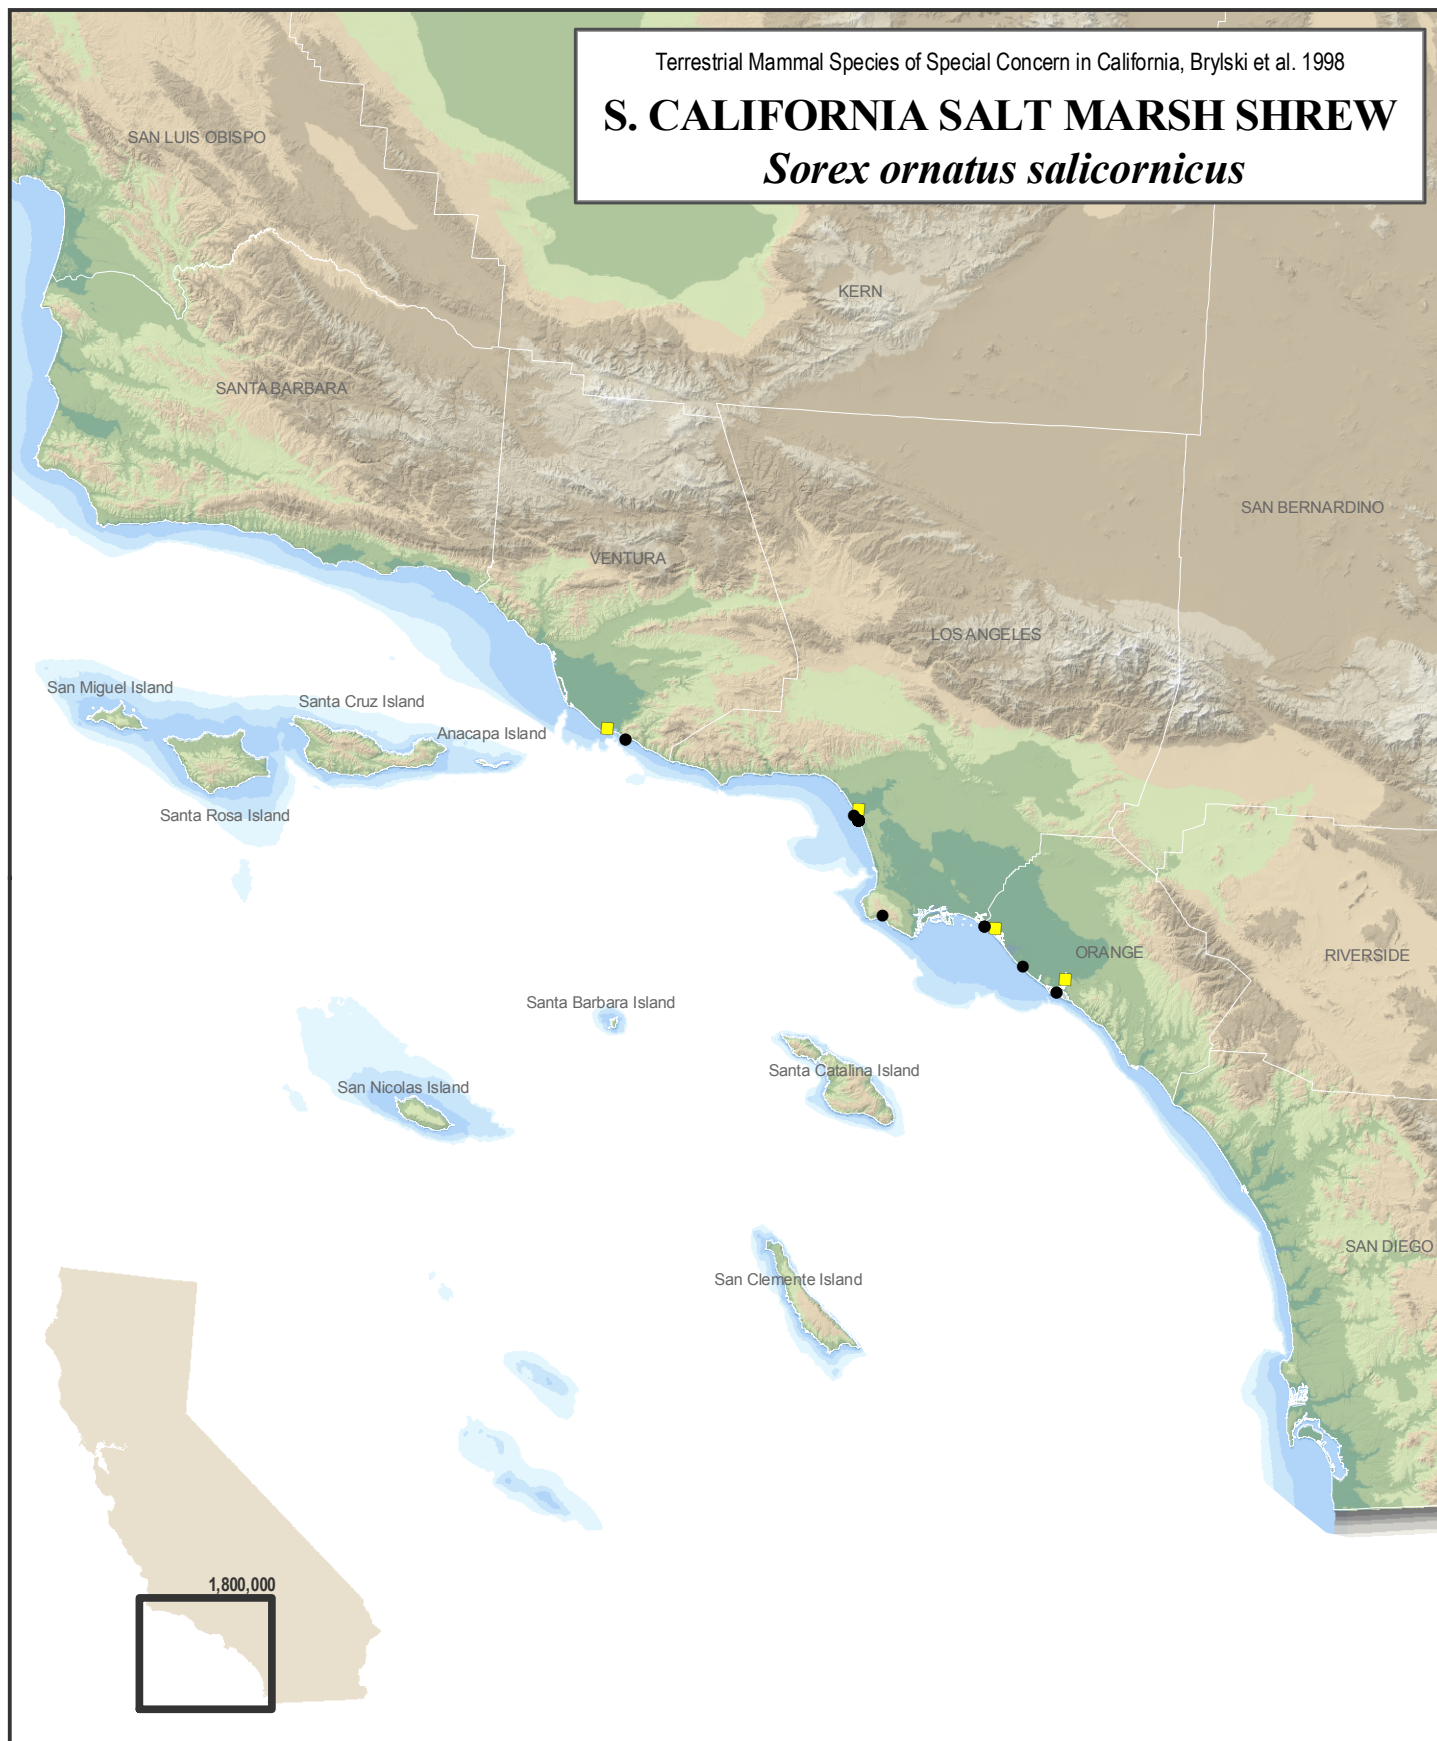 Terrestrial Mammal Species of Special Concern in California, Brylski et al. 1998
S. CALIFORNIA SALT MARSH SHREW
Sorex ornatus salicornicus
SAN LUIS OBISPO
KERN
SANTA BARBARA
SAN BERNARDINO
VENTURA
LOS ANGELES
San Miguel Island
Santa Cruz Island
Anacapa Island
Santa Rosa Island
ORANGE
RIVERSIDE
Santa Barbara Island
Santa Catalina Island
San Nicolas Island
SAN DIEGO
San Clemente Island
1,800,000